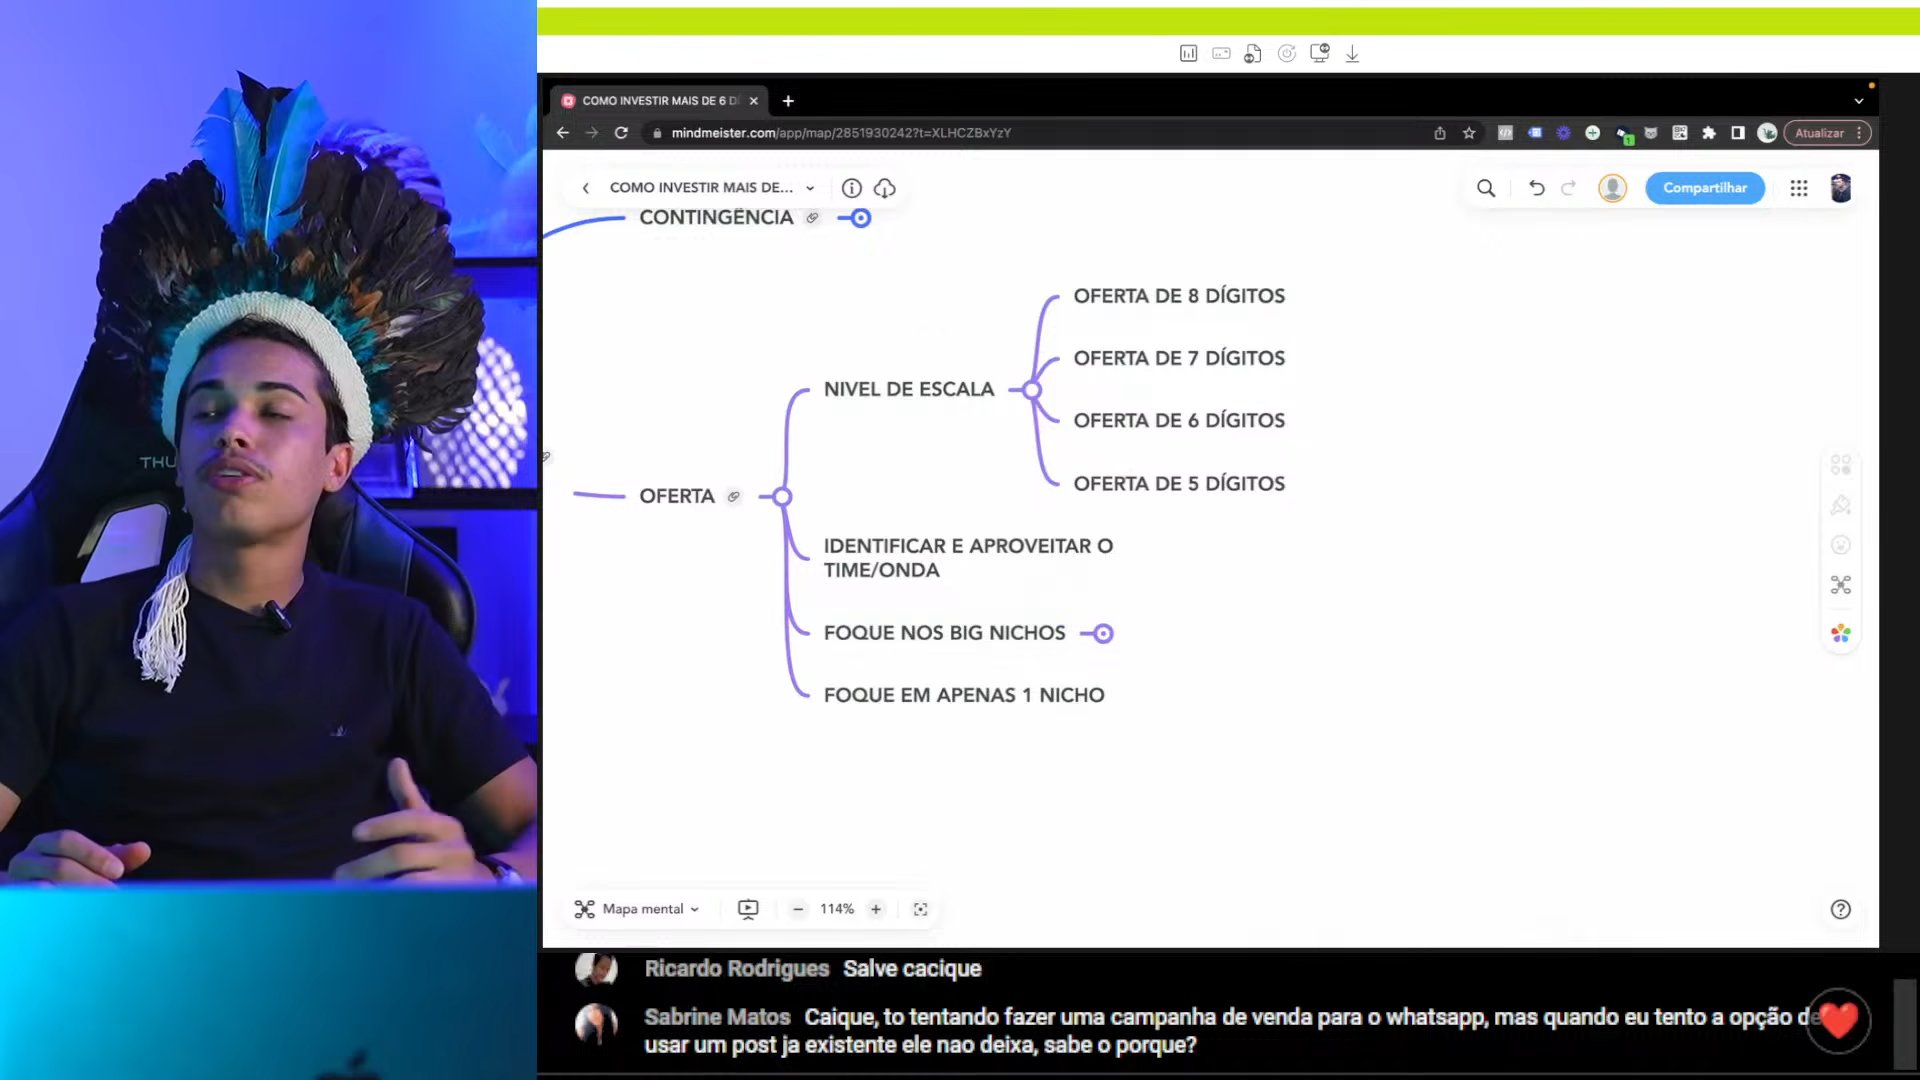 COMO INVESTIR MAIS DE 6 D
mindmeister.com/app/map/2851930242?t=XLHCZBxYzY
Atualizar
COMO INVESTIR MAIS DE...
Compartilhar
CONTINGÊNCIA
OFERTA DE 8 DÍGITOS
OFERTA DE 7 DÍGITOS
NIVEL DE ESCALA
OFERTA DE 6 DÍGITOS
OFERTA DE 5 DÍGITOS
OFERTA
IDENTIFICAR E APROVEITAR O
TIME/ONDA
FOQUE NOS BIG NICHOS
FOQUE EM APENAS 1 NICHO
THU
Mapa mental
114%
Ricardo Rodrigues Salve cacique
Sabrine Matos Caique, to tentando fazer uma campanha de venda para o whatsapp, mas quando eu tento a opção de
usar um post ja existente ele nao deixa, sabe o porque?